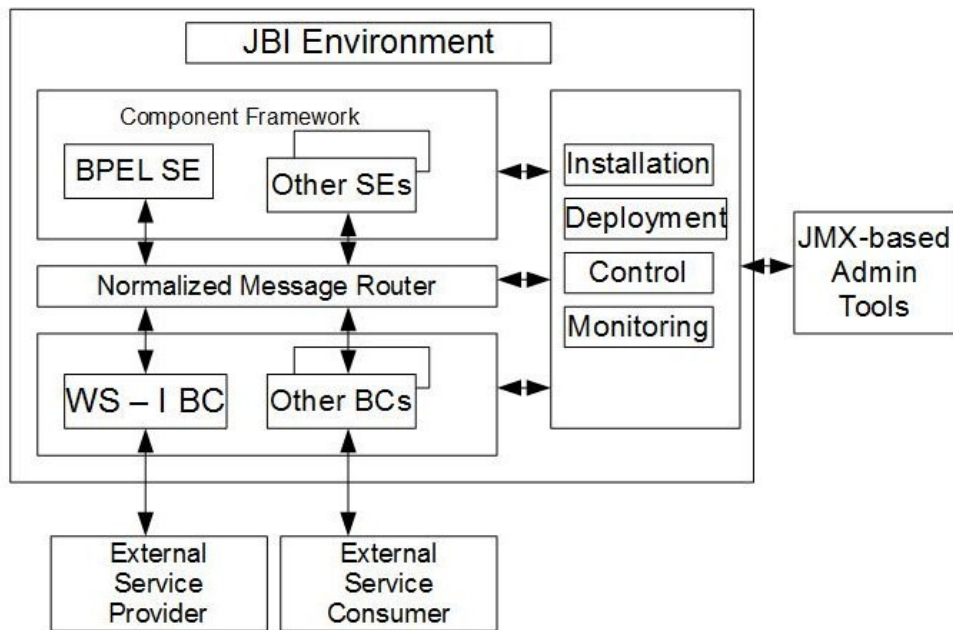 JBI Environment
Component Framework
BPEL SE
Other SEs
Normalized Message Router
WS – I BC
Other BCs
Installation
Deployment
Control
Monitoring
JMX-based
Admin
Tools
External
Service
Provider
External
Service
Consumer